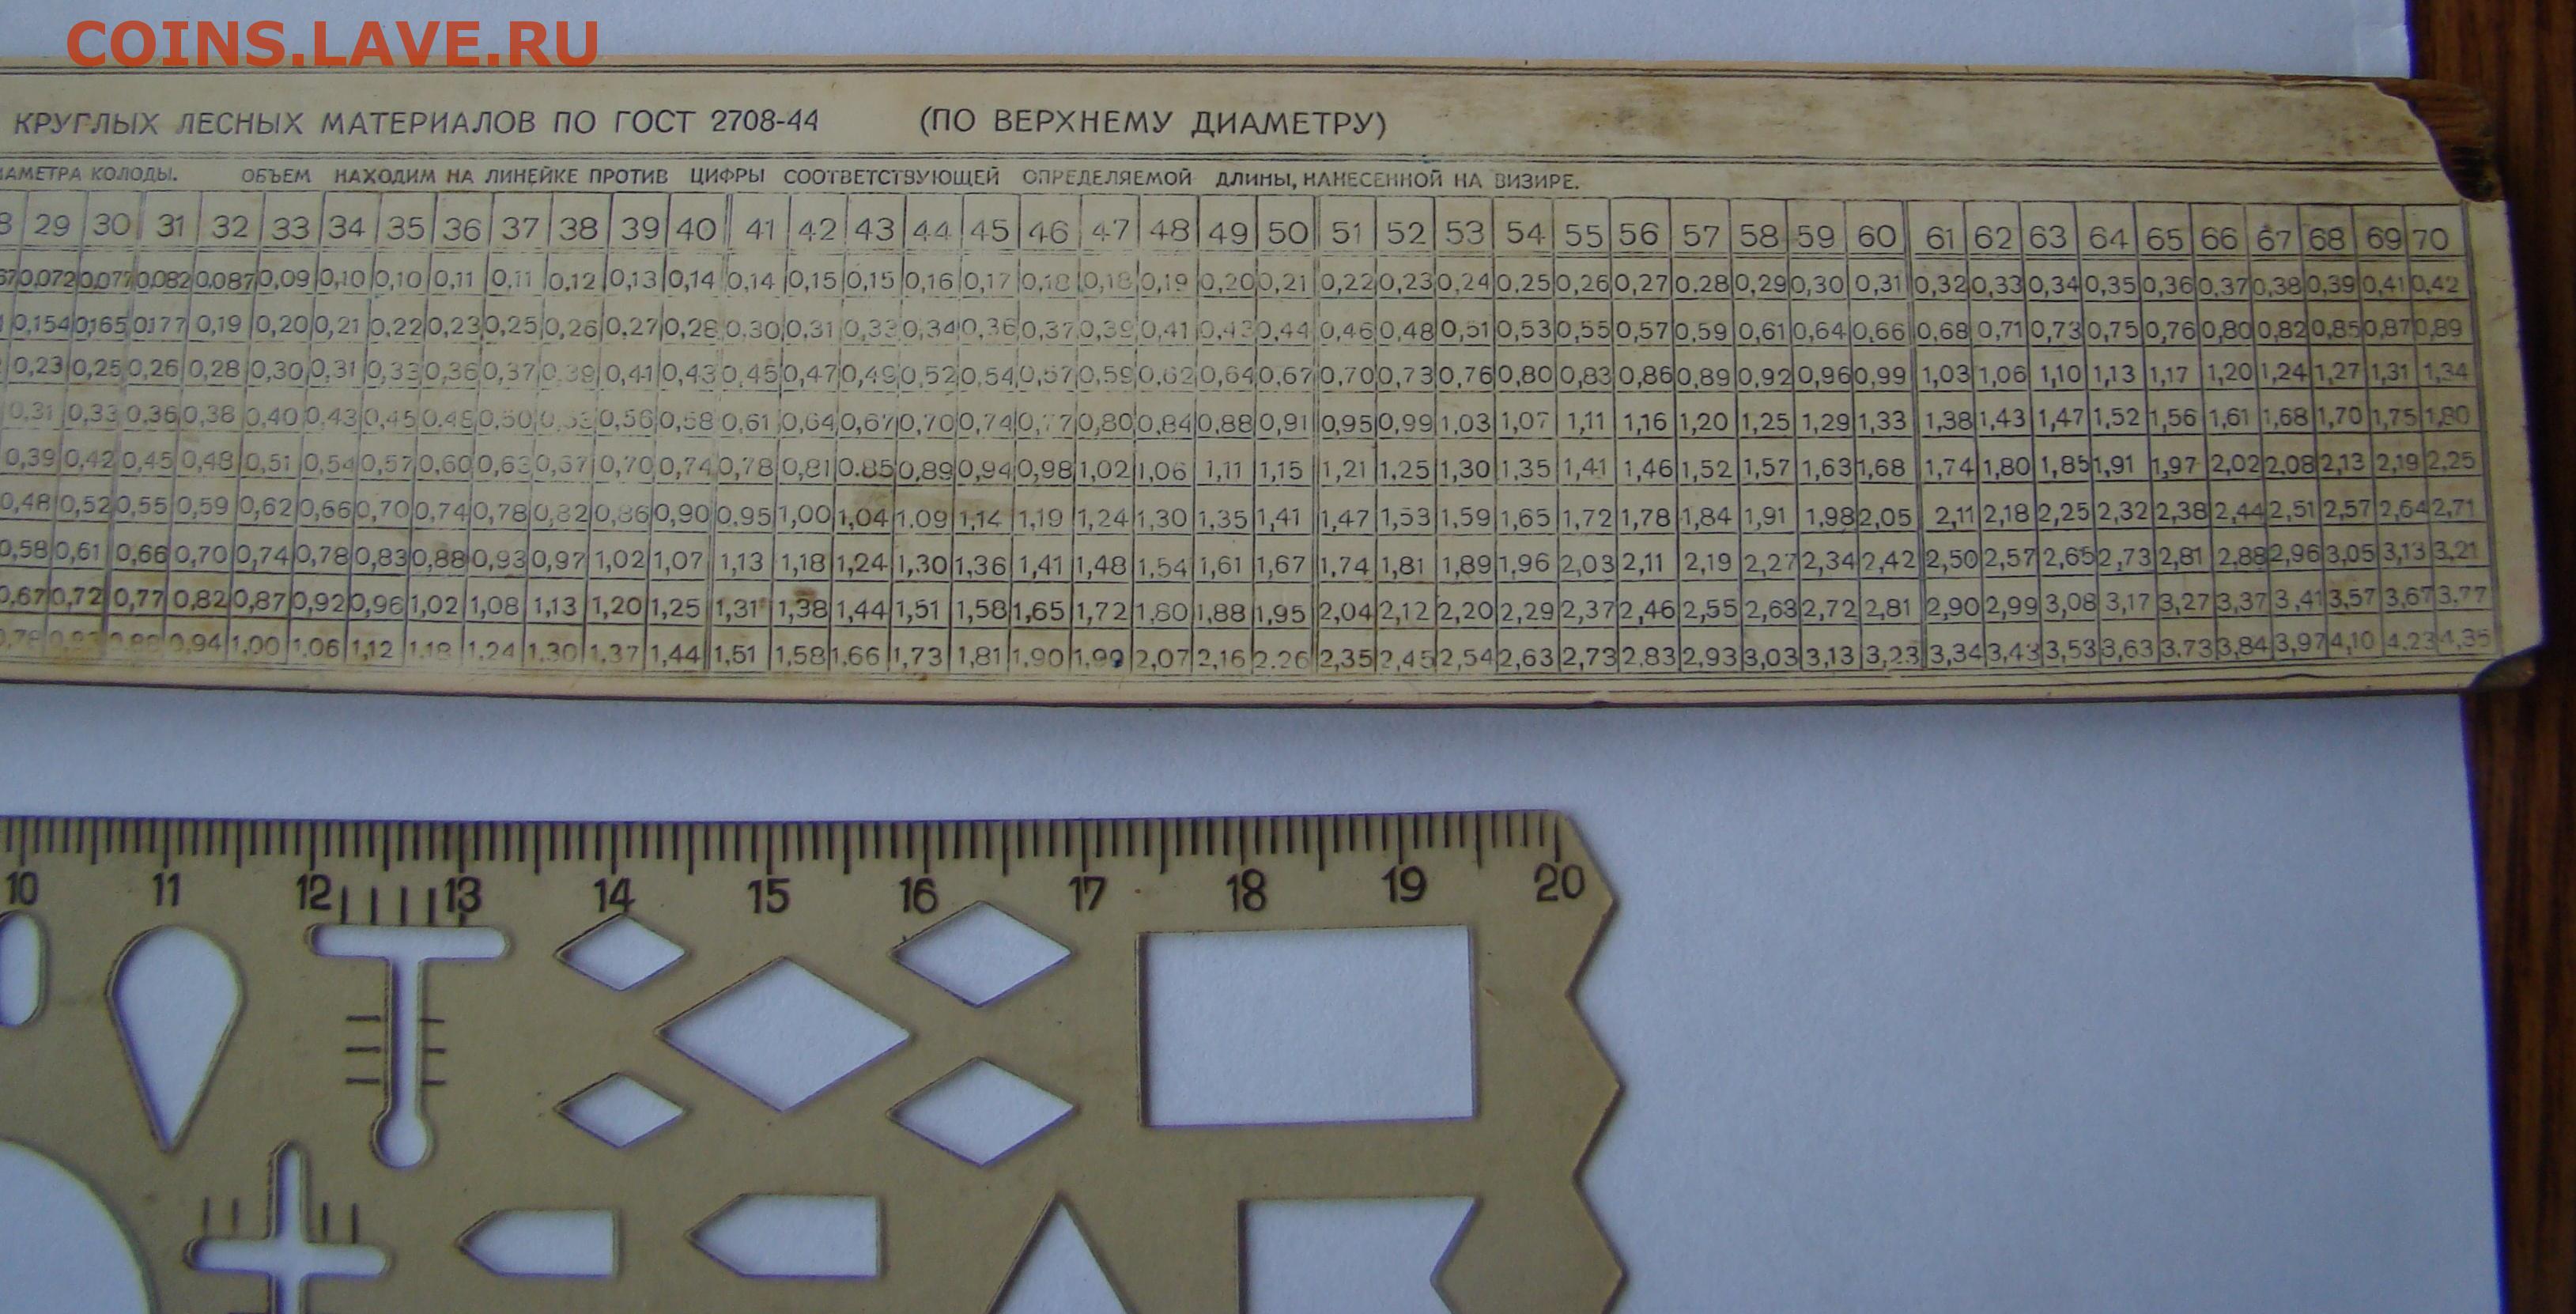 COINS.LAVE.RU
КРУГЛЫХ ЛЕСНЫХ МАТЕРИАЛОВ ПО ГОСТ 2708-44 (ПО ВЕРХНЕМУ ДИАМЕТРУ)
КОЛОДЫ. ОБЪЕМ НАХОДИМ НА ЛИНЕЙКЕ ПРОТИВ ЦИФРЫ СООТВЕТСТВУЮЩЕЙ ОПРЕДЕЛЯЕМОЙ ДЛИНЫ, НАНЕСЕННОЙ НА ВИЗИРЕ.
29 30 31 32 33 34 35 36 37 38 39 40 41 42 43 44 45 46 47 48 49 50 51 52 53 54 55 56 57 58 59 60 61 62 63 64 65 66 67 68 69 70
0,072 0,077 0,082 0,087 0,09 0,10 0,10 0,11 0,11 0,12 0,13 0,14 0,14 0,15 0,15 0,16 0,17 0,18 0,18 0,19 0,20 0,21 0,22 0,23 0,24 0,25 0,26 0,27 0,28 0,29 0,30 0,31 0,32 0,33 0,34 0,35 0,36 0,37 0,38 0,39 0,41 0,42
0,154 0,165 0,177 0,19 0,20 0,21 0,22 0,23 0,25 0,26 0,27 0,28 0,30 0,31 0,33 0,34 0,36 0,37 0,39 0,41 0,43 0,44 0,46 0,48 0,51 0,53 0,55 0,57 0,59 0,61 0,64 0,66 0,68 0,71 0,73 0,75 0,76 0,80 0,82 0,85 0,87 0,89
0,23 0,25 0,26 0,28 0,30 0,31 0,33 0,36 0,37 0,39 0,41 0,43 0,45 0,47 0,49 0,52 0,54 0,57 0,59 0,62 0,64 0,67 0,70 0,73 0,76 0,80 0,83 0,86 0,89 0,92 0,96 0,99 1,03 1,06 1,10 1,13 1,17 1,20 1,24 1,27 1,31 1,34
0,31 0,33 0,36 0,38 0,40 0,43 0,45 0,48 0,50 0,53 0,56 0,58 0,61 0,64 0,67 0,70 0,74 0,77 0,80 0,84 0,88 0,91 0,95 0,99 1,03 1,07 1,11 1,16 1,20 1,25 1,29 1,33 1,38 1,43 1,47 1,52 1,56 1,61 1,68 1,70 1,75 1,80
0,39 0,42 0,45 0,48 0,51 0,54 0,57 0,60 0,63 0,67 0,70 0,74 0,78 0,81 0,85 0,89 0,94 0,98 1,02 1,06 1,11 1,15 1,21 1,25 1,30 1,35 1,41 1,46 1,52 1,57 1,63 1,68 1,74 1,80 1,85 1,91 1,97 2,02 2,08 2,13 2,19 2,25
0,48 0,52 0,55 0,59 0,62 0,66 0,70 0,74 0,78 0,82 0,86 0,90 0,95 1,00 1,04 1,09 1,14 1,19 1,24 1,30 1,35 1,41 1,47 1,53 1,59 1,65 1,72 1,78 1,84 1,91 1,98 2,05 2,11 2,18 2,25 2,32 2,38 2,44 2,51 2,57 2,64 2,71
0,58 0,61 0,66 0,70 0,74 0,78 0,83 0,88 0,93 0,97 1,02 1,07 1,13 1,18 1,24 1,30 1,36 1,41 1,48 1,54 1,61 1,67 1,74 1,81 1,89 1,96 2,03 2,11 2,19 2,27 2,34 2,42 2,50 2,57 2,65 2,73 2,81 2,88 2,96 3,05 3,13 3,21
0,67 0,72 0,77 0,82 0,87 0,92 0,96 1,02 1,08 1,13 1,20 1,25 1,31 1,38 1,44 1,51 1,58 1,65 1,72 1,80 1,88 1,95 2,04 2,12 2,20 2,29 2,37 2,46 2,55 2,63 2,72 2,81 2,90 2,99 3,08 3,17 3,27 3,37 3,41 3,57 3,67 3,77
0,94 1,00 1,06 1,12 1,18 1,24 1,30 1,37 1,44 1,51 1,58 1,66 1,73 1,81 1,90 1,99 2,07 2,16 2,26 2,35 2,45 2,54 2,63 2,73 2,83 2,93 3,03 3,13 3,23 3,34 3,43 3,53 3,63 3,73 3,84 3,97 4,10 4,23 4,35
10 11 12 13 14 15 16 17 18 19 20